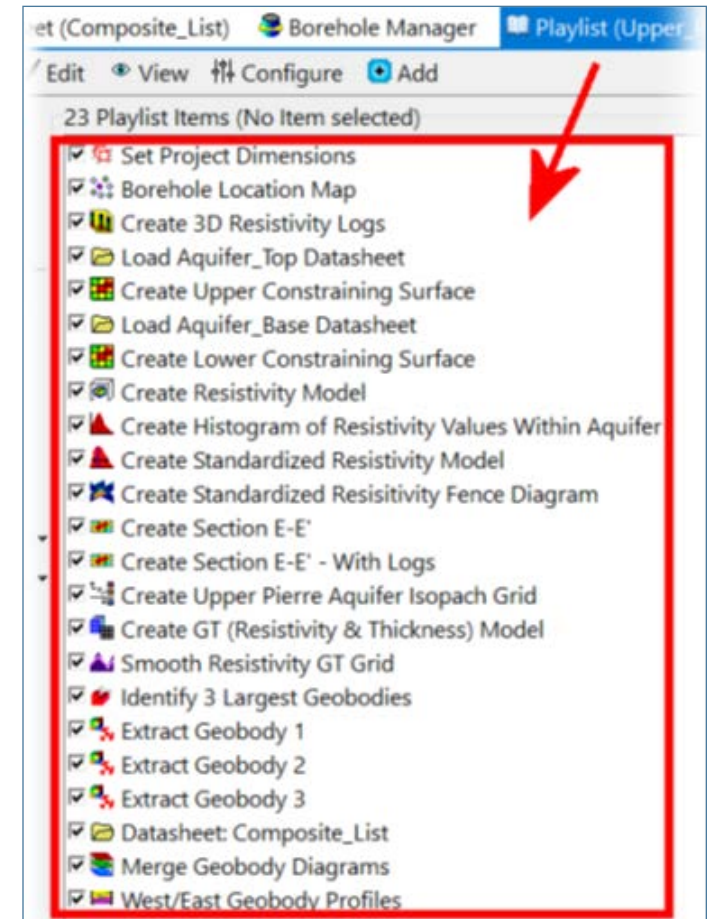 et (Composite_List) Borehole Manager Playlist (Upper_
Edit View Configure Add
23 Playlist Items (No Item selected)
Set Project Dimensions
Borehole Location Map
Create 3D Resistivity Logs
Load Aquifer_Top Datasheet
Create Upper Constraining Surface
Load Aquifer_Base Datasheet
Create Lower Constraining Surface
Create Resistivity Model
Create Histogram of Resistivity Values Within Aquifer
Create Standardized Resistivity Model
Create Standardized Resisitivity Fence Diagram
Create Section E-E'
Create Section E-E' - With Logs
Create Upper Pierre Aquifer Isopach Grid
Create GT (Resistivity & Thickness) Model
Smooth Resistivity GT Grid
Identify 3 Largest Geobodies
Extract Geobody 1
Extract Geobody 2
Extract Geobody 3
Datasheet: Composite_List
Merge Geobody Diagrams
West/East Geobody Profiles